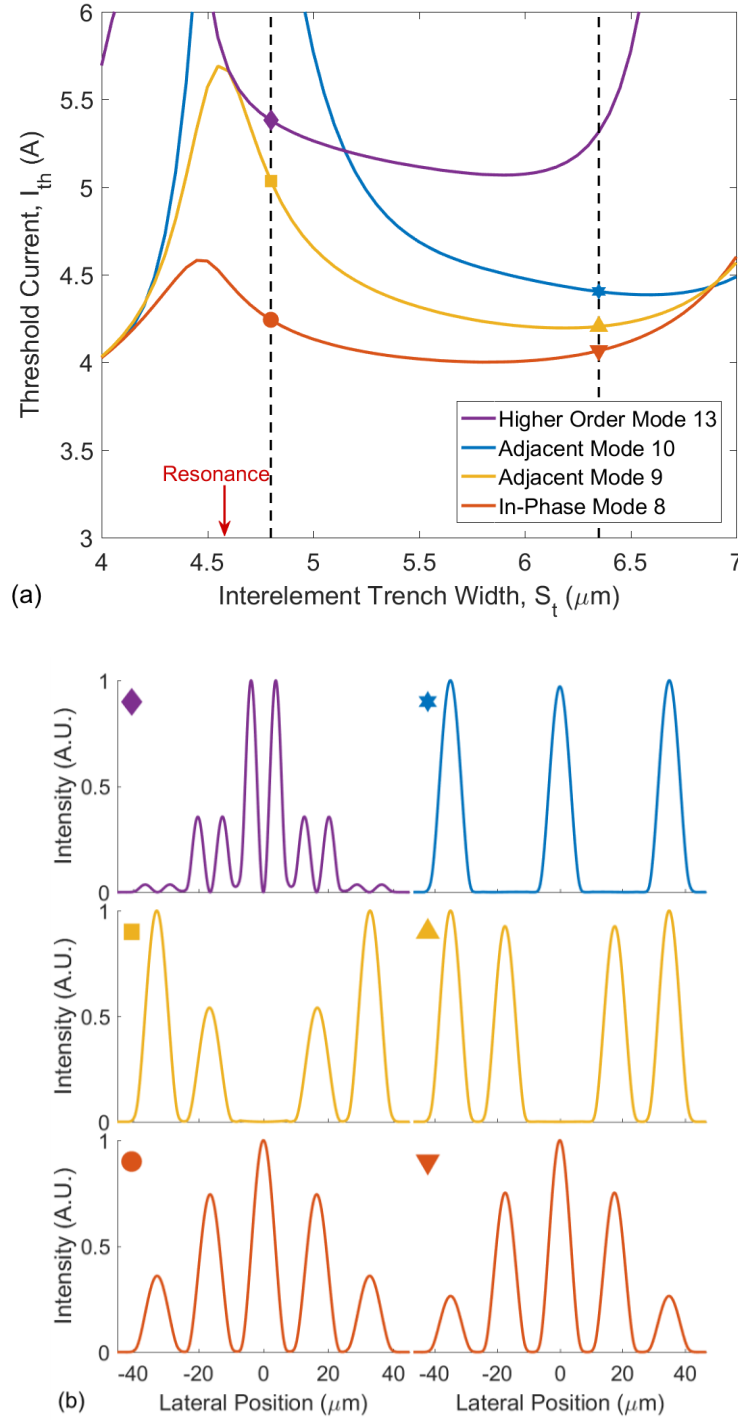 6
5.5
5
4.5
4
3.5
3
Threshold Current, I_th (A)
Resonance
Higher Order Mode 13
Adjacent Mode 10
Adjacent Mode 9
In-Phase Mode 8
4 4.5 5 5.5 6 6.5 7
(a) Interelement Trench Width, S_t (μm)
1
0.5
0
Intensity (A.U.)
Intensity (A.U.)
1
0.5
0
Intensity (A.U.)
Intensity (A.U.)
1
0.5
0
Intensity (A.U.)
Intensity (A.U.)
-40 -20 0 20 40
-40 -20 0 20 40
(b) Lateral Position (μm)
Lateral Position (μm)